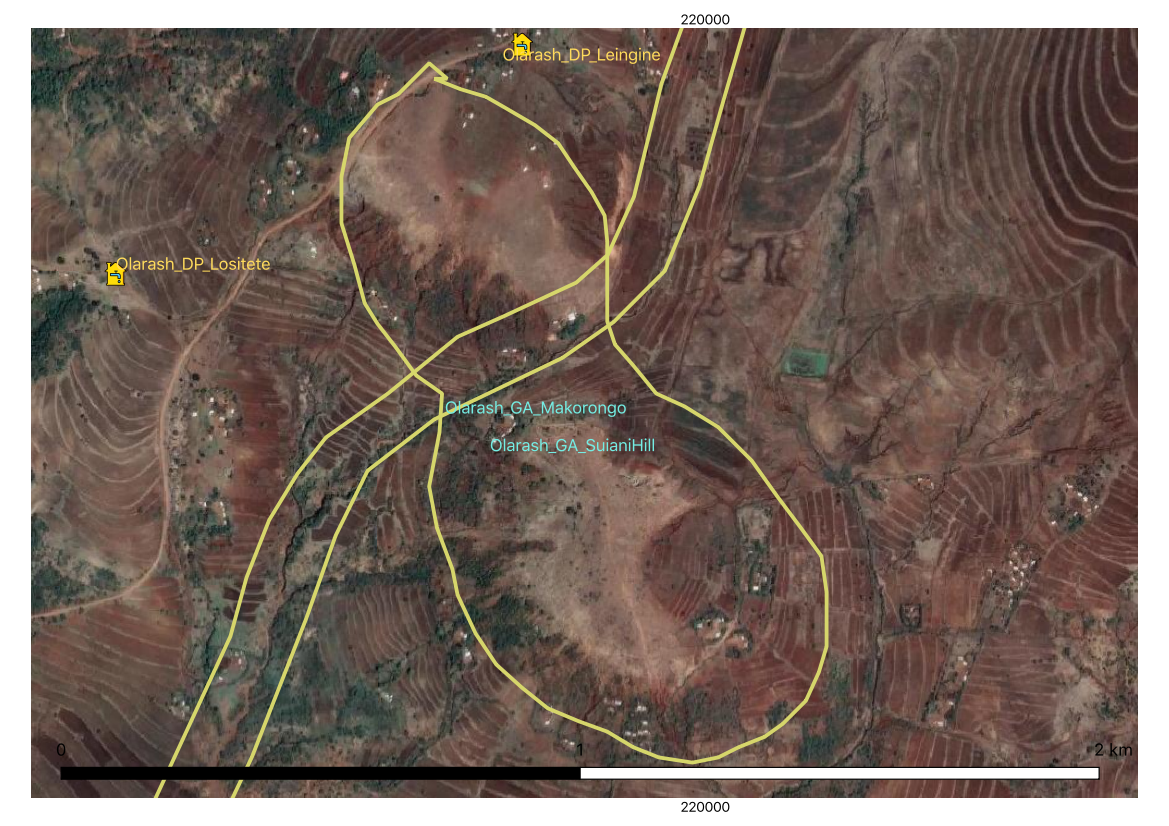 220000
Olarash_DP_Leingine
Olarash_DP_Lositete
Olarash_GA_Makorongo
Olarash_GA_SuianiHill
0 1 2 km
220000